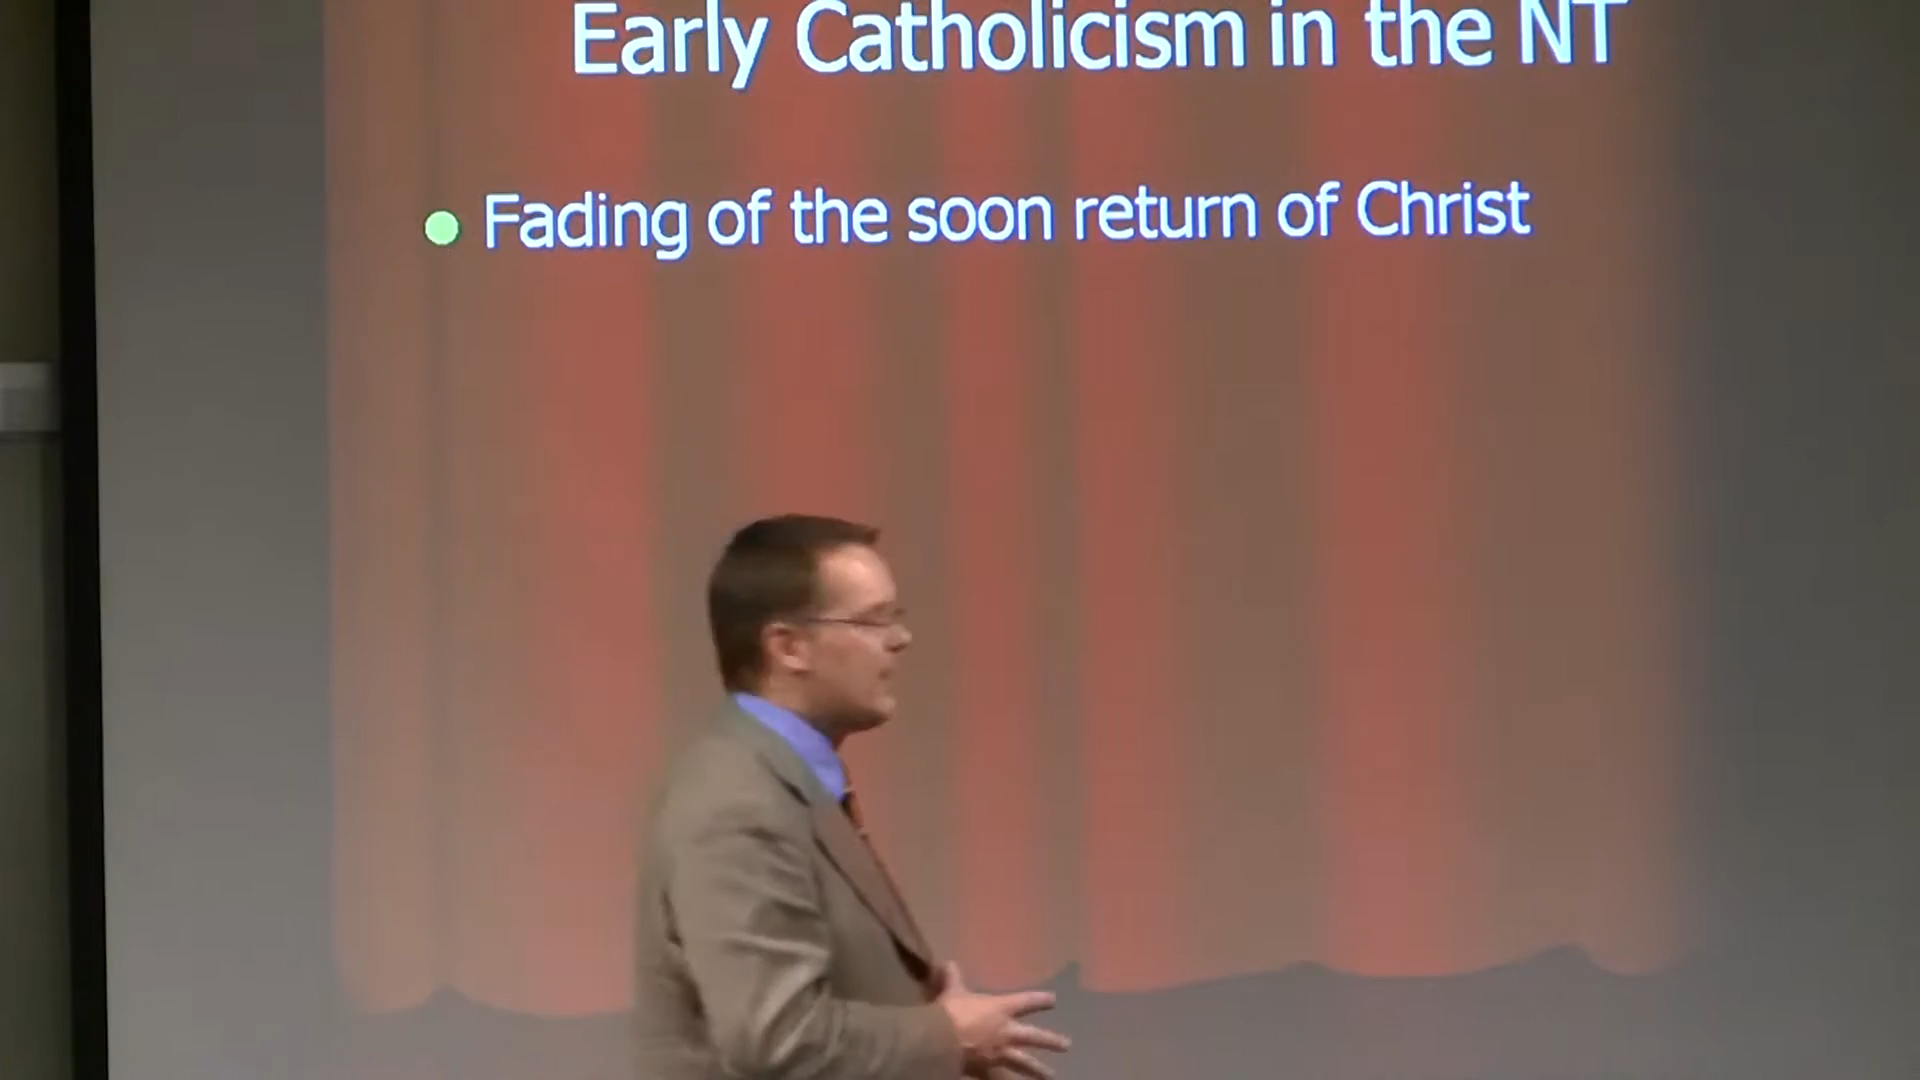 Early Catholicism in the NT
Fading of the soon return of Christ